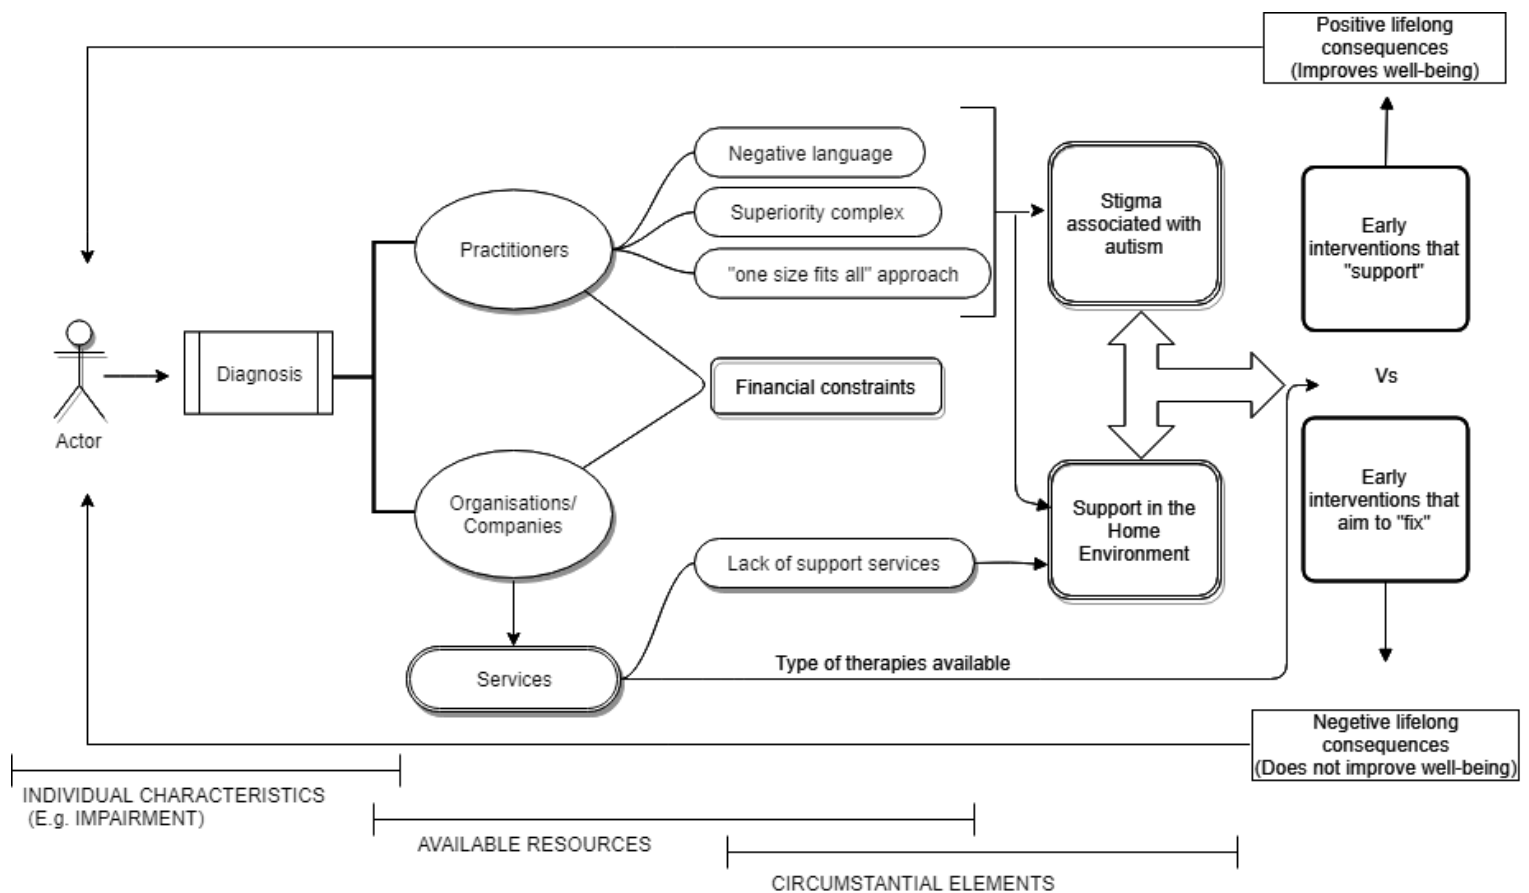 Positive lifelong
consequences
(Improves well-being)
Negative language
Superiority complex
"one size fits all" approach
Practitioners
Stigma
associated with
autism
Early
interventions that
"support"
Diagnosis
Financial constraints
Vs
Actor
Organisations/
Companies
Support in the
Home
Environment
Early
interventions that
aim to "fix"
Lack of support services
Services
Type of therapies available
Negetive lifelong
consequences
(Does not improve well-being)
INDIVIDUAL CHARACTERISTICS
(E.g. IMPAIRMENT)
AVAILABLE RESOURCES
CIRCUMSTANTIAL ELEMENTS